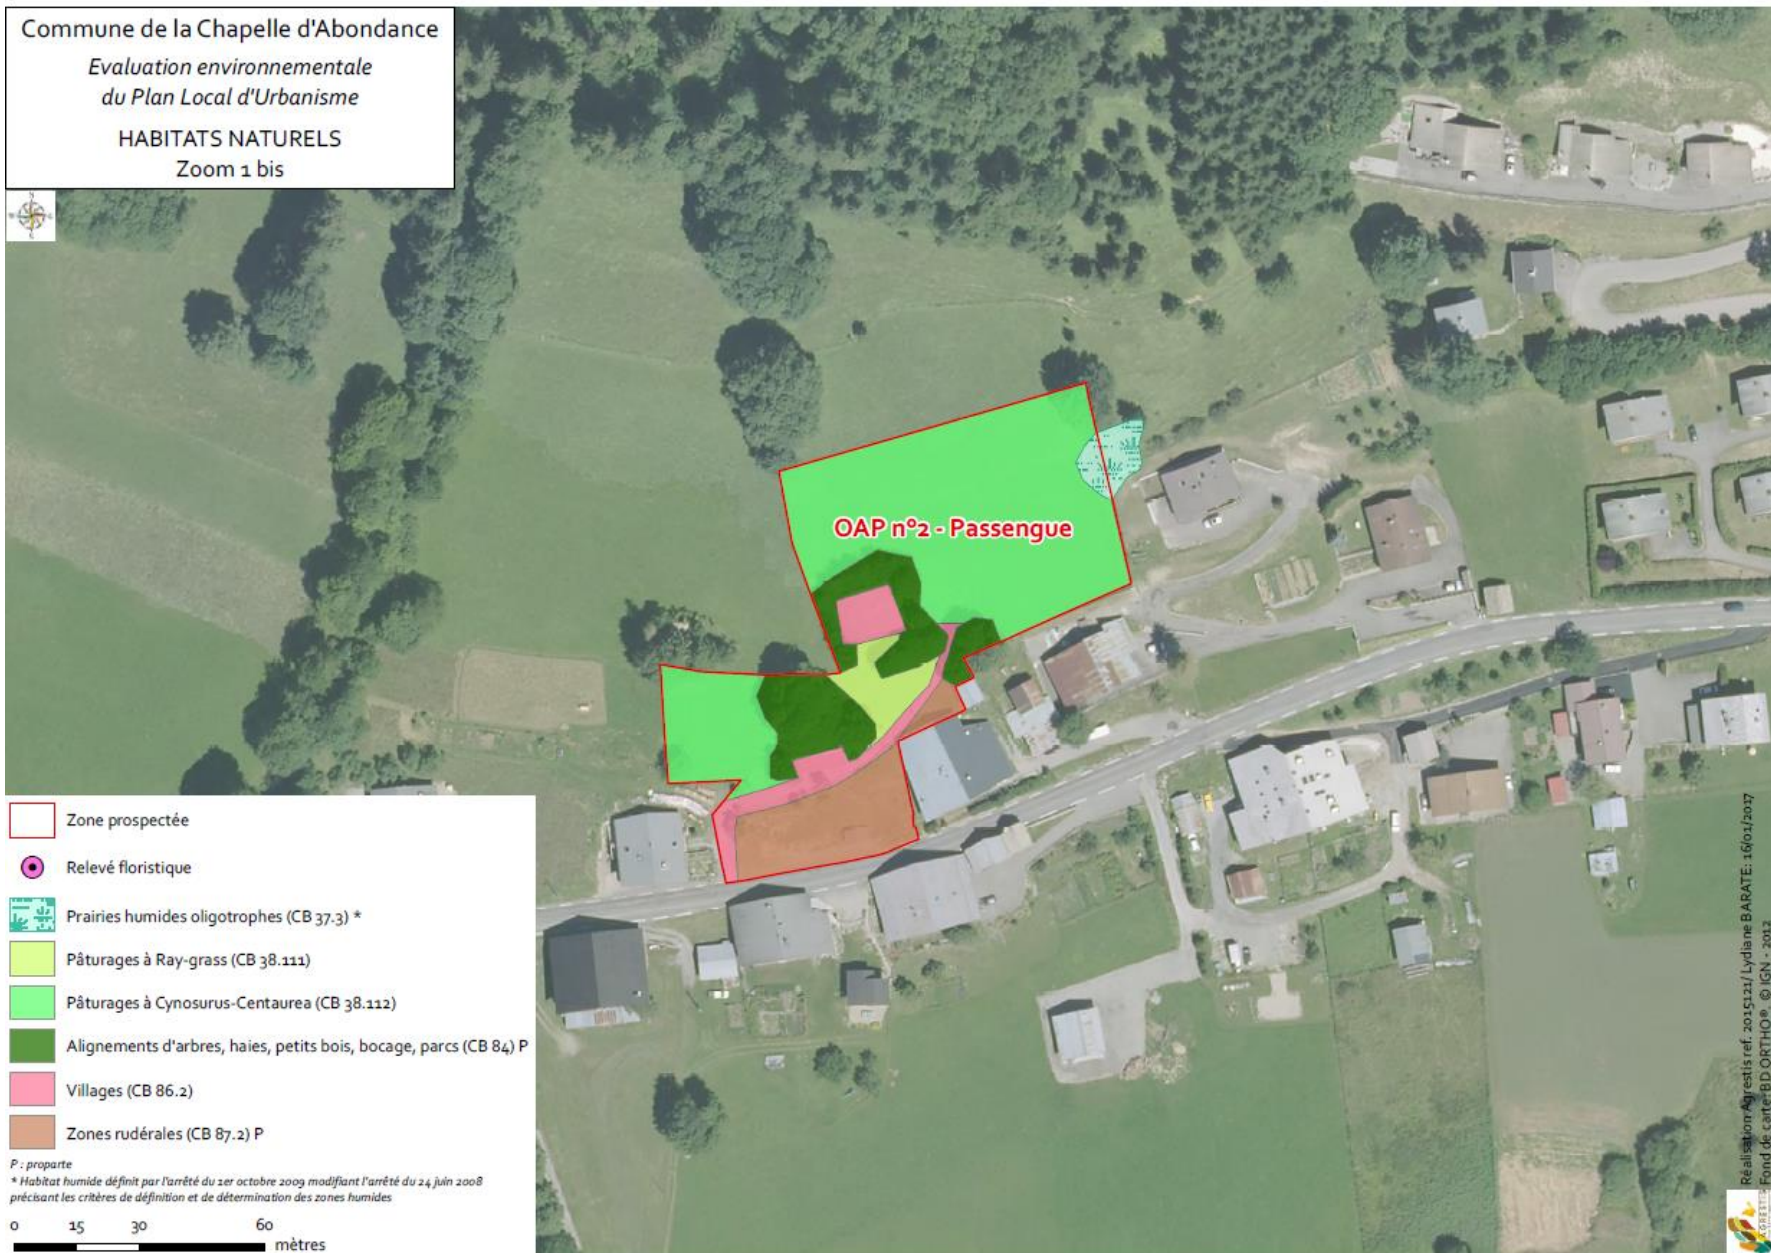 Commune de la Chapelle d'Abondance
Evaluation environnementale
du Plan Local d'Urbanisme
HABITATS NATURELS
Zoom 1 bis
OAP n°2 - Passengue
Zone prospectée
Relevé floristique
Prairies humides oligotrophes (CB 37.3) *
Pâturages à Ray-grass (CB 38.111)
Pâturages à Cynosurus-Centaurea (CB 38.112)
Alignements d'arbres, haies, petits bois, bocage, parcs (CB 84) P
Villages (CB 86.2)
Zones rudérales (CB 87.2) P
P : proparte
* Habitat humide définit par l'arrêté du 1er octobre 2009 modifiant l'arrêté du 24 juin 2008
précisant les critères de définition et de détermination des zones humides
0 15 30 60
mètres
Réalisation Agrestis ref. 2015121/ Lydiane BARATE: 16/01/2017
Fond de carte: BD ORTHO®, © IGN - 2012
AGRESTIS